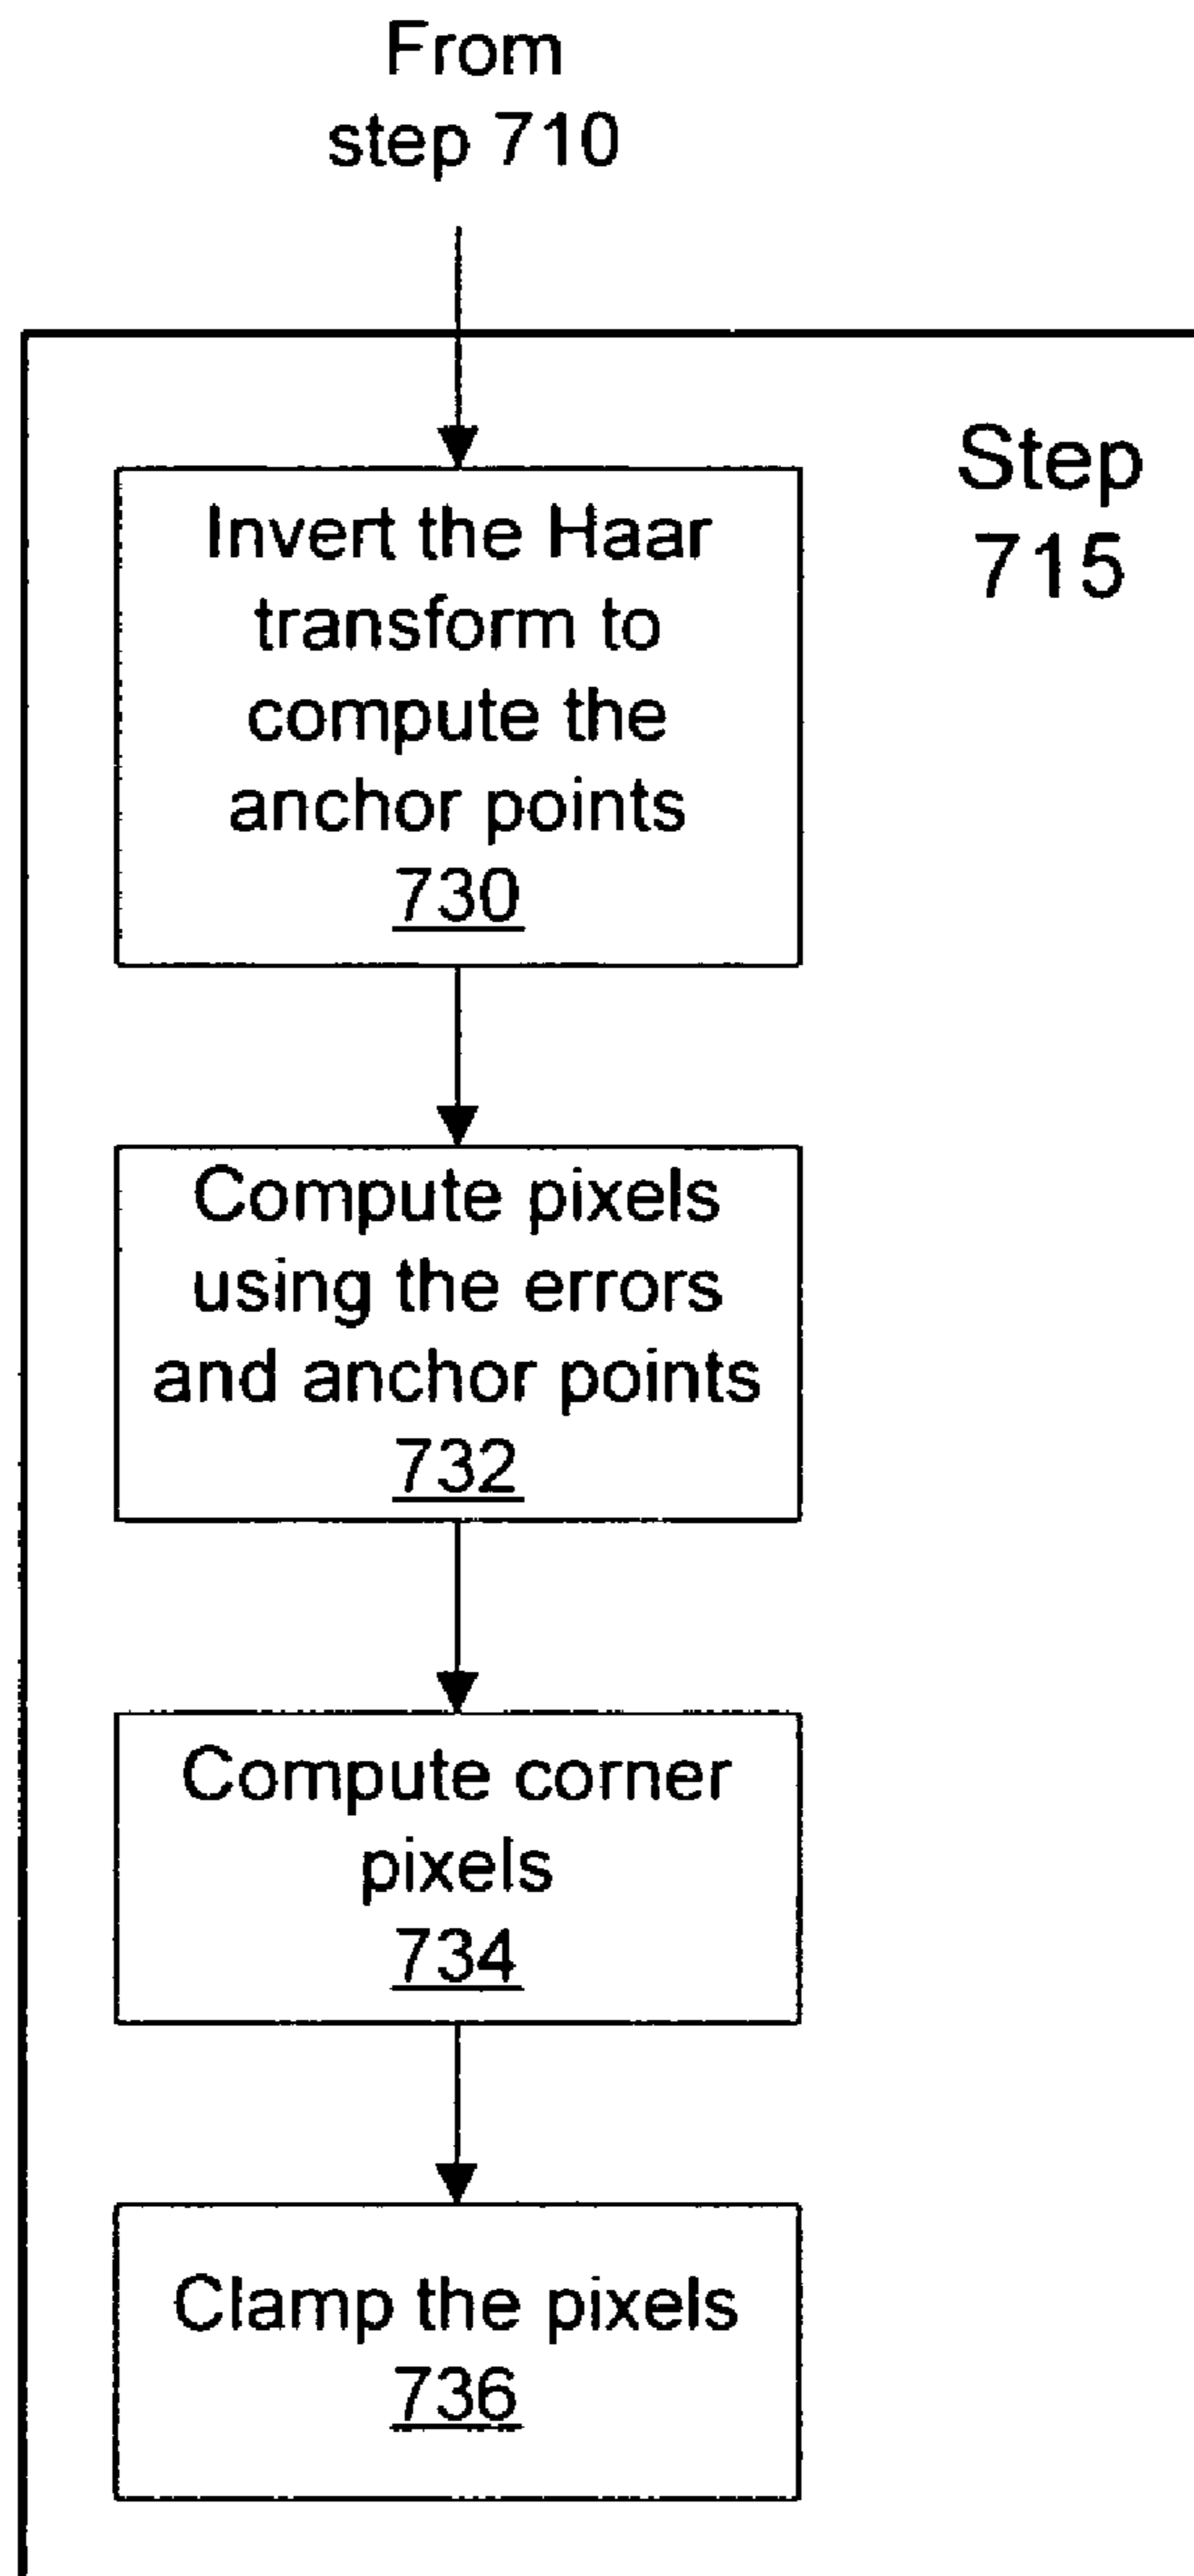 From
step 710
Step
715
Invert the Haar
transform to
compute the
anchor points
730
Compute pixels
using the errors
and anchor points
732
Compute corner
pixels
734
Clamp the pixels
736